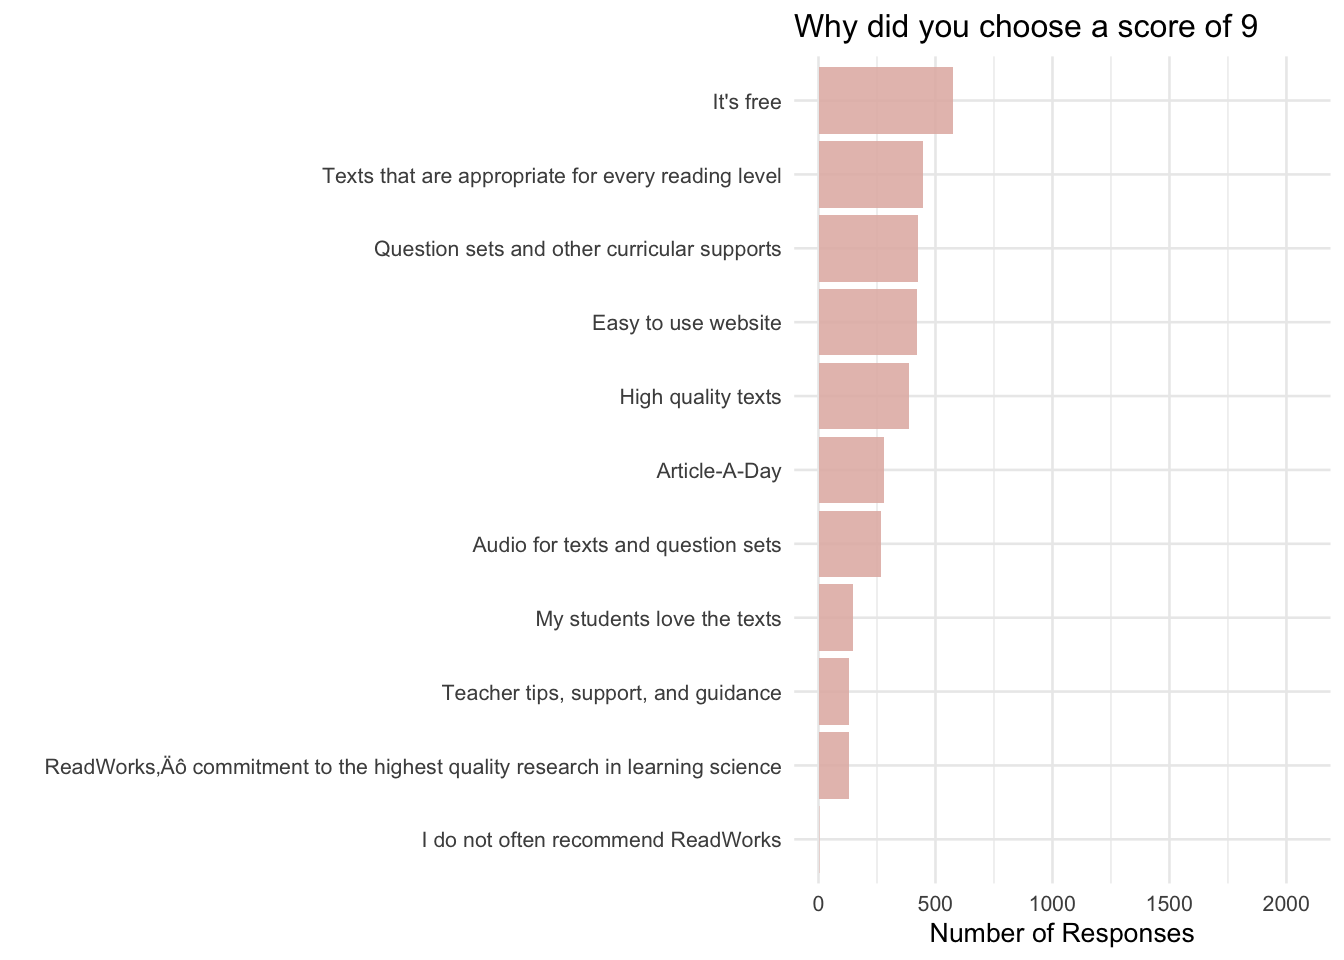 Why did you choose a score of 9
It's free
Texts that are appropriate for every reading level
Question sets and other curricular supports
Easy to use website
High quality texts
Article-A-Day
Audio for texts and question sets
My students love the texts
Teacher tips, support, and guidance
ReadWorks‚Äô commitment to the highest quality research in learning science
I do not often recommend ReadWorks
0 500 1000 1500 2000
Number of Responses